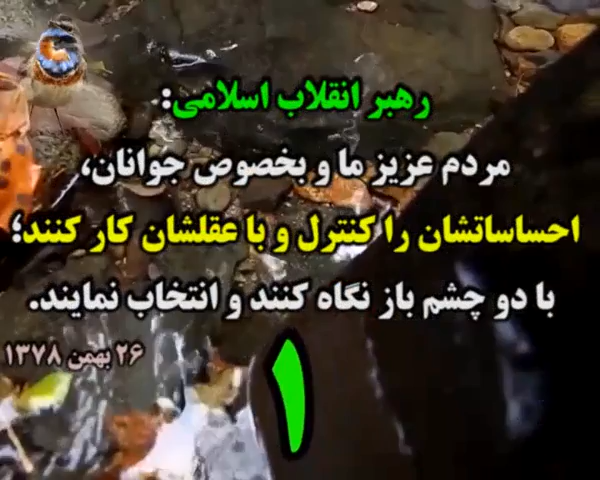 رهبر انقلاب اسلامی:
مردم عزیز ما و بخصوص جوانان،
احساساتشان را کنترل و با عقلشان کار کنند؛
با دو چشم باز نگاه کنند و انتخاب نمایند.
۲۶ بهمن ۱۳۷۸
۱